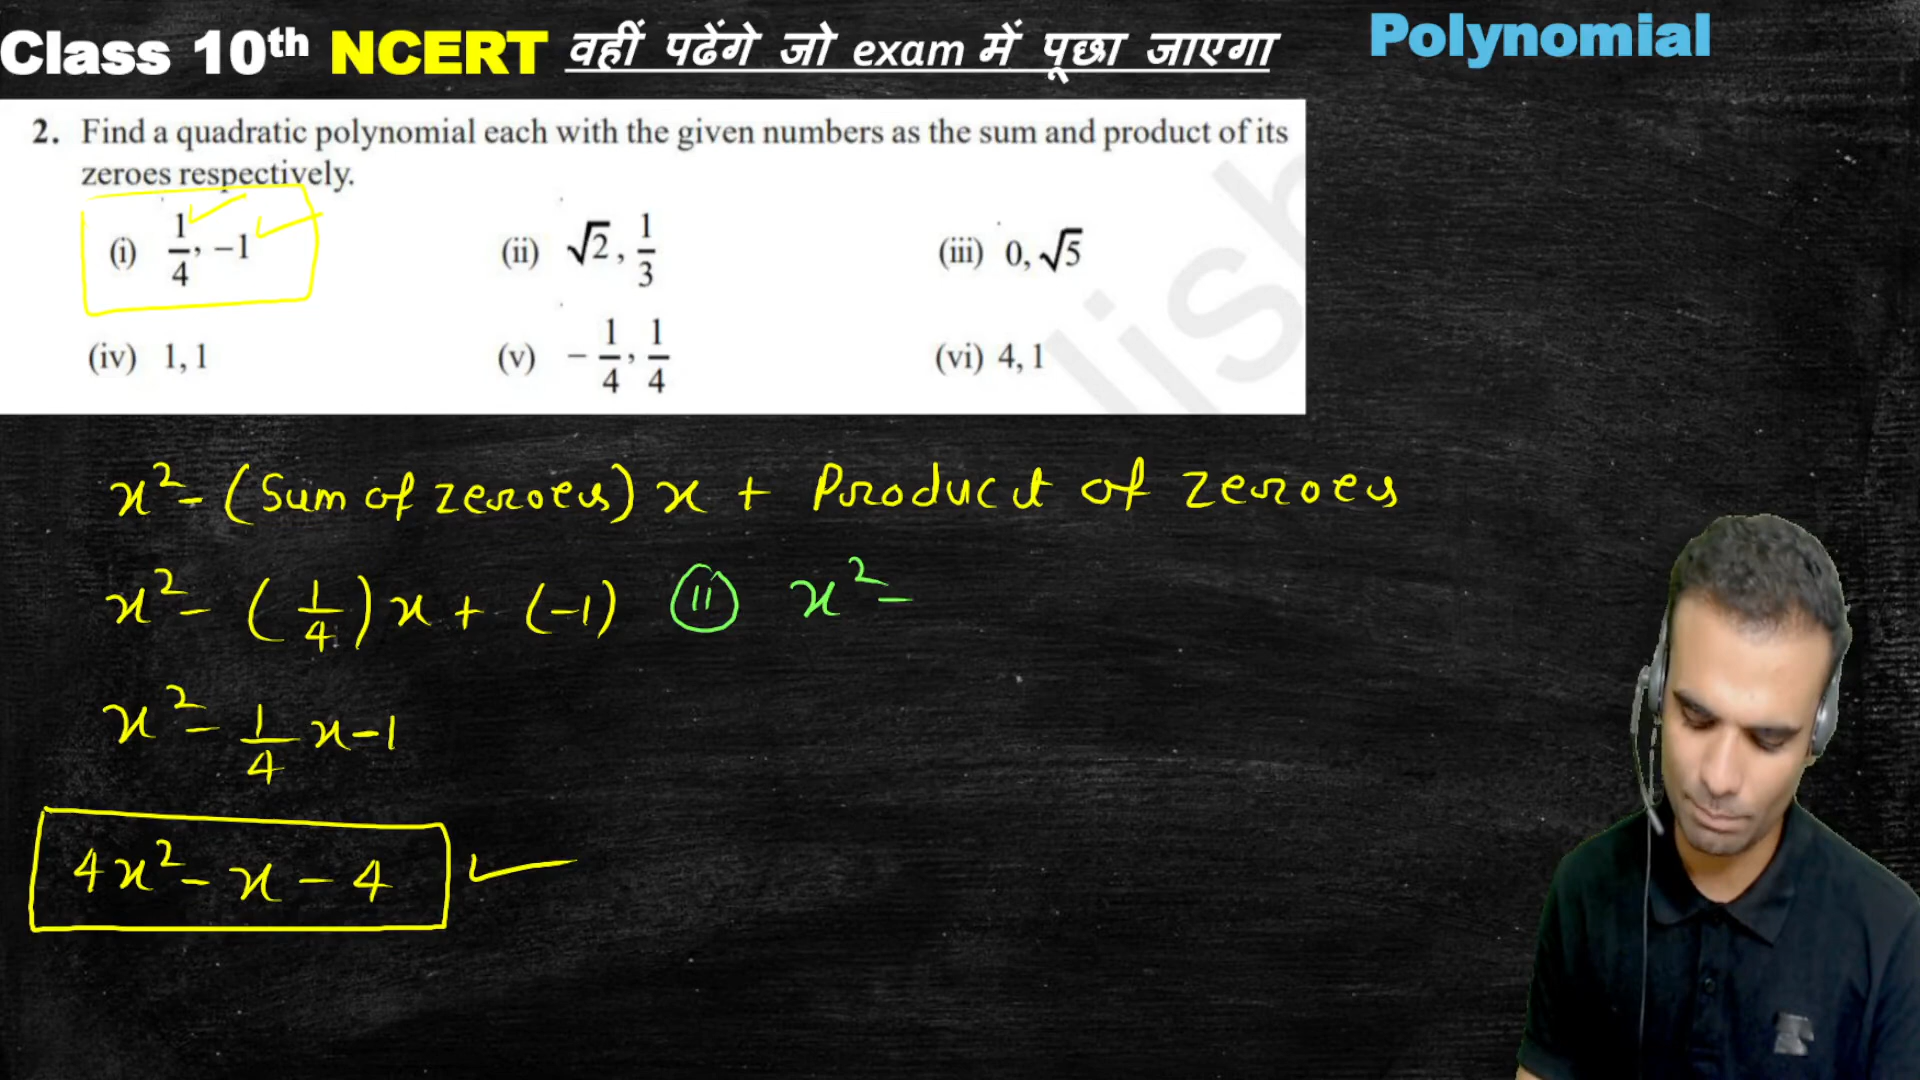 Class 10th NCERT वहीं पढेंगे जो exam में पूछा जाएगा
Polynomial
2. Find a quadratic polynomial each with the given numbers as the sum and product of its
zeroes respectively.
(i) 1/4, −1 (ii) √2, 1/3 (iii) 0, √5
(iv) 1, 1 (v) −1/4, 1/4 (vi) 4, 1
x² - (Sum of zeroes) x + Product of zeroes
x² - (1/4) x + (-1) (ii) x² -
x² - 1/4 x - 1
4x² - x - 4